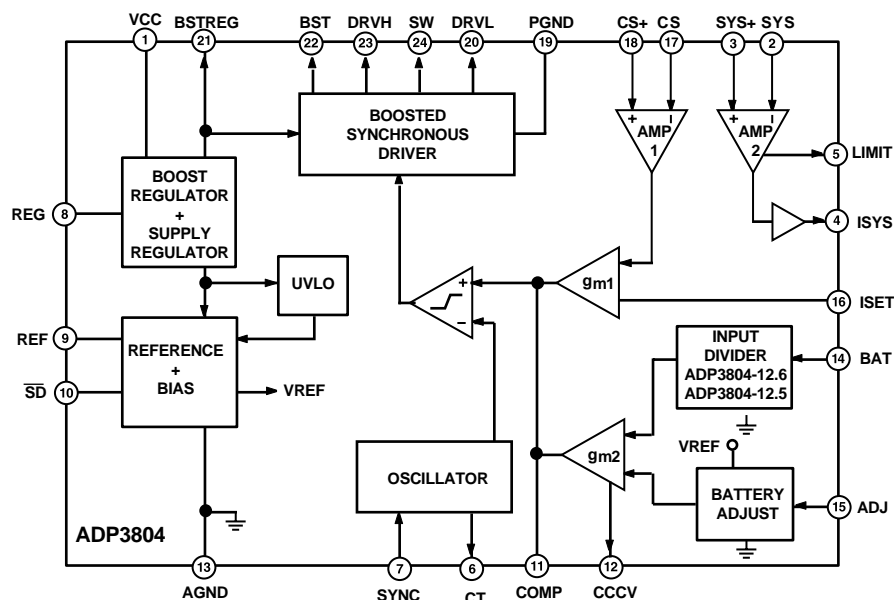 VCC BSTREG BST DRVH SW DRVL PGND CS+ CS SYS+ SYS
1 21 22 23 24 20 19 18 17 3 2
BOOSTED
SYNCHRONOUS
DRIVER
+ −
AMP
1
+ −
AMP
2
5 LIMIT
4 ISYS
BOOST
REGULATOR
+
SUPPLY
REGULATOR
REG 8
UVLO
+
−
gm1
16 ISET
REF 9
SD 10
REFERENCE
+
BIAS
VREF
INPUT
DIVIDER
ADP3804-12.6
ADP3804-12.5
14 BAT
OSCILLATOR
gm2
VREF
BATTERY
ADJUST
15 ADJ
ADP3804
13 7 6 11 12
AGND SYNC CT COMP CCCV